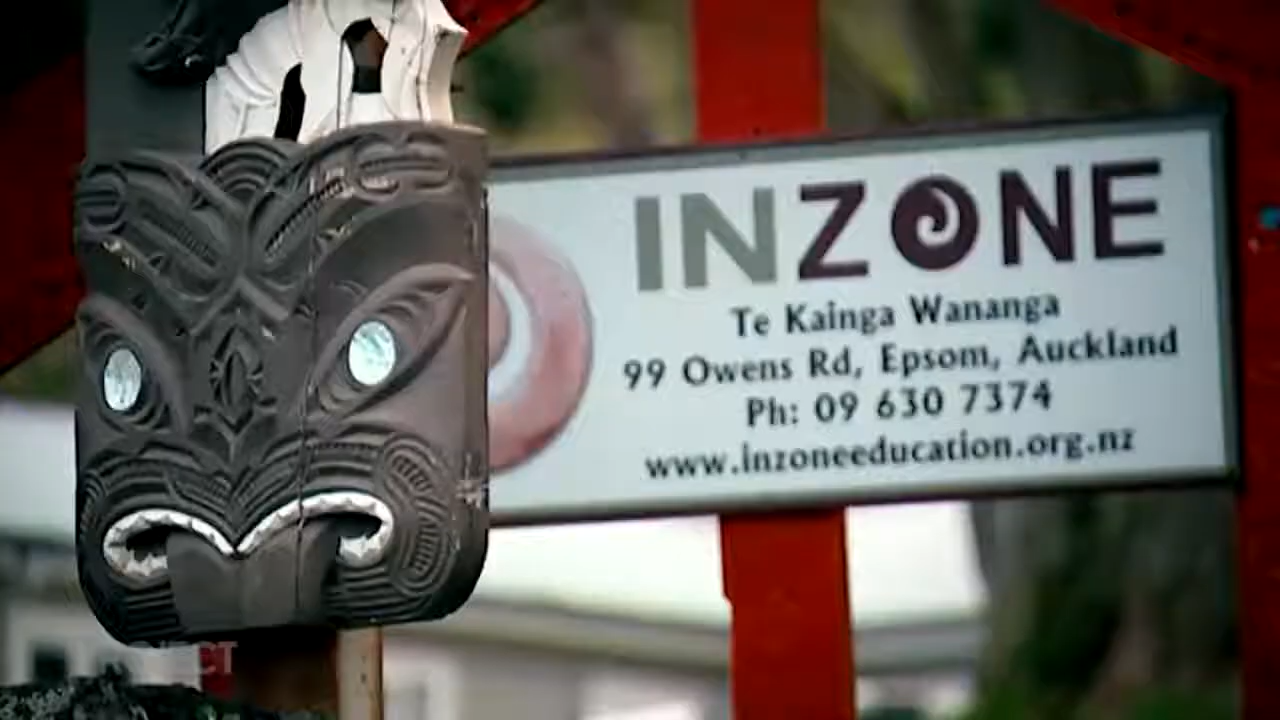 INZONE
Te Kainga Wananga
99 Owens Rd, Epsom, Auckland
Ph: 09 630 7374
www.inzoneeducation.org.nz